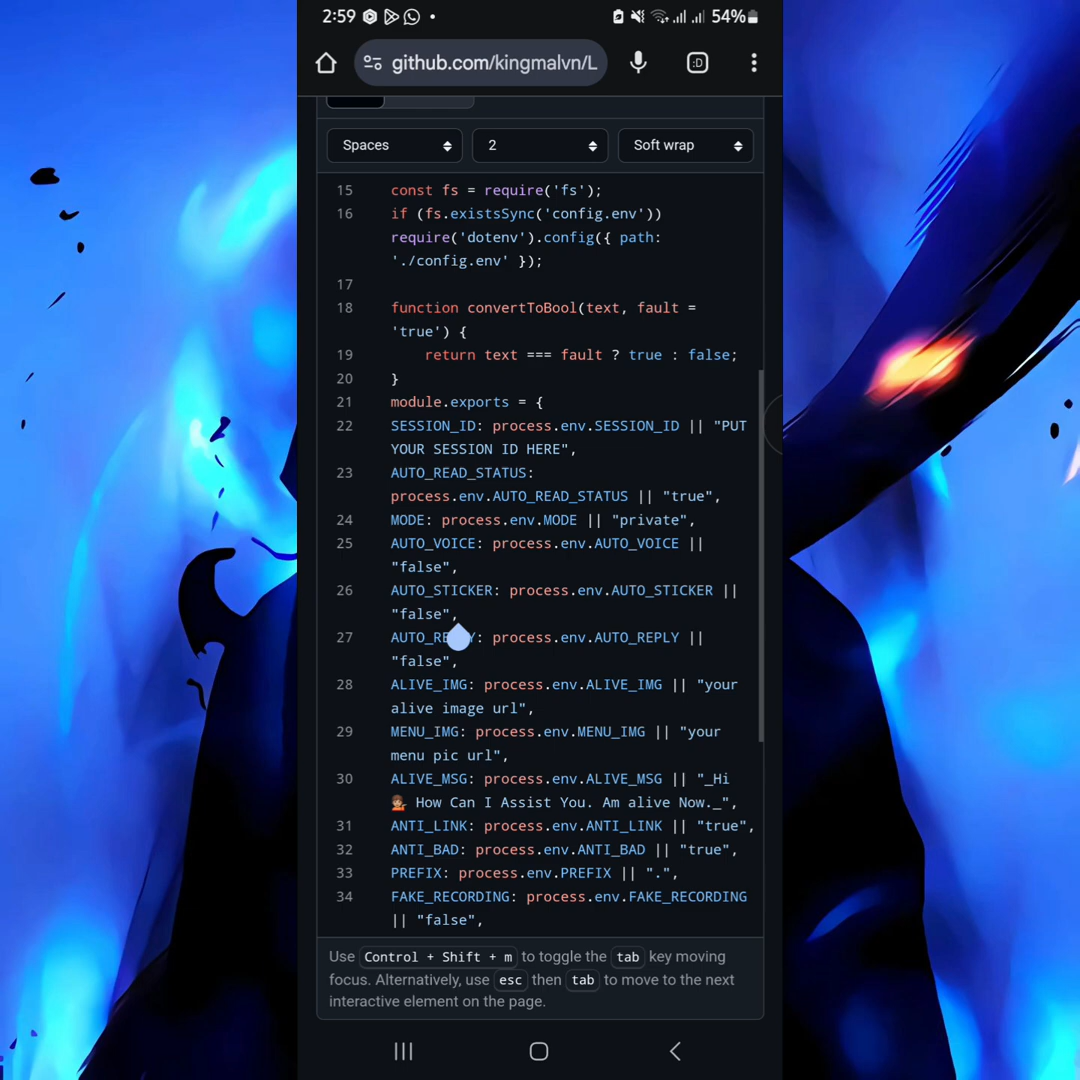 2:59
54%
github.com/kingmalvn/L
:D
Spaces
2
Soft wrap
15 const fs = require('fs');
16 if (fs.existsSync('config.env'))
require('dotenv').config({ path:
'./config.env' });
17
18 function convertToBool(text, fault =
'true') {
19 return text === fault ? true : false;
20 }
21 module.exports = {
22 SESSION_ID: process.env.SESSION_ID || "PUT
YOUR SESSION ID HERE",
23 AUTO_READ_STATUS:
process.env.AUTO_READ_STATUS || "true",
24 MODE: process.env.MODE || "private",
25 AUTO_VOICE: process.env.AUTO_VOICE ||
"false",
26 AUTO_STICKER: process.env.AUTO_STICKER ||
"false",
27 AUTO_REPLY: process.env.AUTO_REPLY ||
"false",
28 ALIVE_IMG: process.env.ALIVE_IMG || "your
alive image url",
29 MENU_IMG: process.env.MENU_IMG || "your
menu pic url",
30 ALIVE_MSG: process.env.ALIVE_MSG || "_Hi
💁🏽 How Can I Assist You. Am alive Now._",
31 ANTI_LINK: process.env.ANTI_LINK || "true",
32 ANTI_BAD: process.env.ANTI_BAD || "true",
33 PREFIX: process.env.PREFIX || ".",
34 FAKE_RECORDING: process.env.FAKE_RECORDING
|| "false",
Use Control + Shift + m to toggle the tab key moving
focus. Alternatively, use esc then tab to move to the next
interactive element on the page.